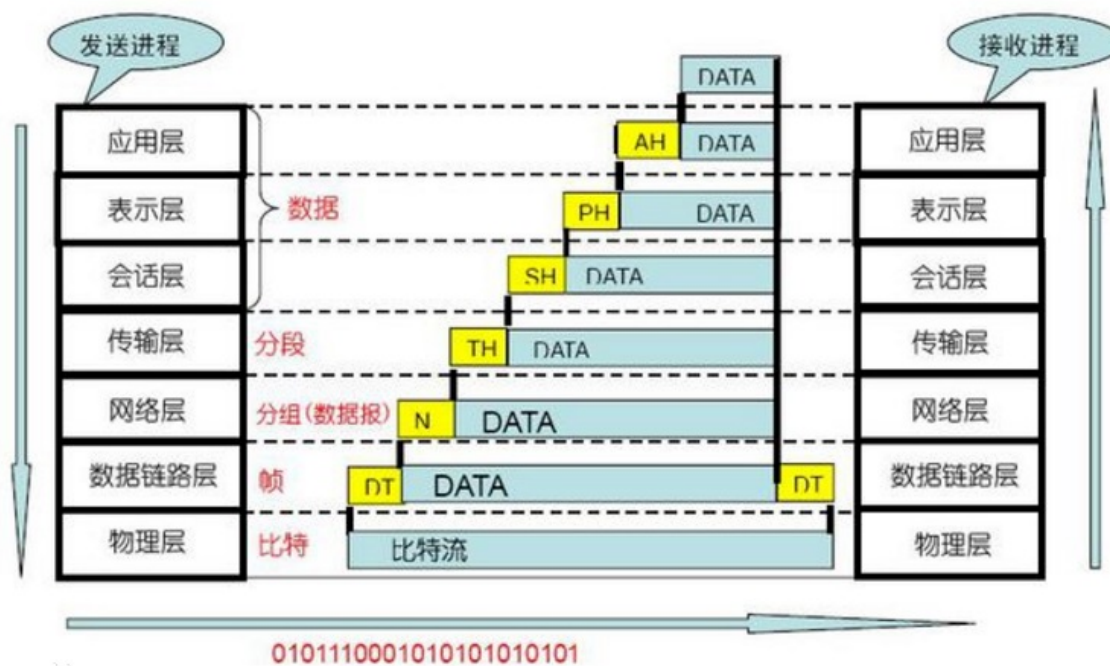 发送进程
接收进程
DATA
应用层
AH DATA
应用层
表示层
数据
PH DATA
表示层
会话层
SH DATA
会话层
传输层
分段
TH DATA
传输层
网络层
分组(数据报)
N DATA
网络层
数据链路层
帧
DT DATA DT
数据链路层
物理层
比特
比特流
物理层
0101110001010101010101